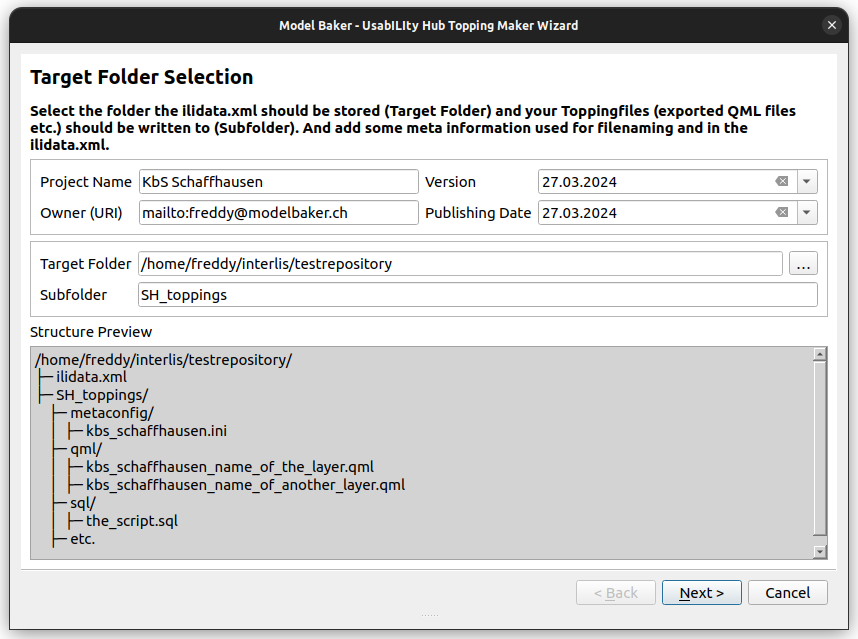 Model Baker - UsabILIty Hub Topping Maker Wizard
Target Folder Selection
Select the folder the ilidata.xml should be stored (Target Folder) and your Toppingfiles (exported QML files
etc.) should be written to (Subfolder). And add some meta information used for filenaming and in the
ilidata.xml.
Project Name KbS Schaffhausen Version 27.03.2024
Owner (URI) mailto:freddy@modelbaker.ch Publishing Date 27.03.2024
Target Folder /home/freddy/interlis/testrepository ...
Subfolder SH_toppings
Structure Preview
/home/freddy/interlis/testrepository/
├─ ilidata.xml
├─ SH_toppings/
│ ├─ metaconfig/
│ │ ├─ kbs_schaffhausen.ini
│ ├─ qml/
│ │ ├─ kbs_schaffhausen_name_of_the_layer.qml
│ │ ├─ kbs_schaffhausen_name_of_another_layer.qml
│ ├─ sql/
│ │ ├─ the_script.sql
│ ├─ etc.
< Back Next > Cancel